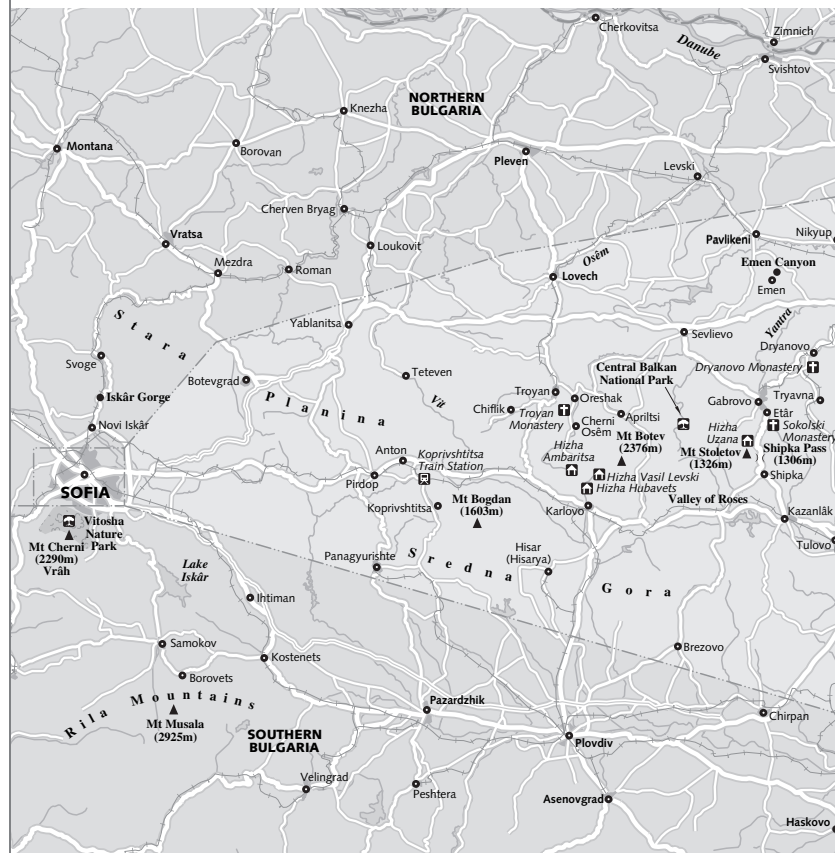 Cherkovitsa
Zimnich
Danube
Svishtov
NORTHERN
BULGARIA
Knezha
Montana
Borovan
Pleven
Levski
Cherven Bryag
Vratsa
Loukovit
Pavlikeni
Nikyup
Mezdra
Roman
Osêm
Lovech
Emen Canyon
Emen
Stara
Yablanitsa
Sevlievo
Yantra
Svoge
Dryanovo
Botevgrad
Teteven
Central Balkan
National Park
Dryanovo Monastery
Iskâr Gorge
Planina
Vit
Troyan
Oreshak
Gabrovo
Tryavna
Chiflik
Troyan
Monastery
Apriltsi
Etâr
Novi Iskâr
Cherni
Osêm
Hizha
Uzana
Sokolski
Monastery
Anton
Koprivshtitsa
Train Station
Hizha
Ambaritsa
Mt Botev
(2376m)
Mt Stoletov
(1326m)
Shipka Pass
(1306m)
SOFIA
Pirdop
Hizha Vasil Levski
Hizha Hubavets
Shipka
Koprivshtitsa
Mt Bogdan
(1603m)
Valley of Roses
Karlovo
Kazanlâk
Vitosha
Nature
Park
Mt Cherni
(2290m)
Vrâh
Tulovo
Panagyurishte
Sredna
Hisar
(Hisarya)
Lake
Iskâr
Gora
Ihtiman
Samokov
Kostenets
Brezovo
Borovets
Rila Mountains
Mt Musala
(2925m)
Pazardzhik
Chirpan
SOUTHERN
BULGARIA
Plovdiv
Velingrad
Peshtera
Asenovgrad
Haskovo